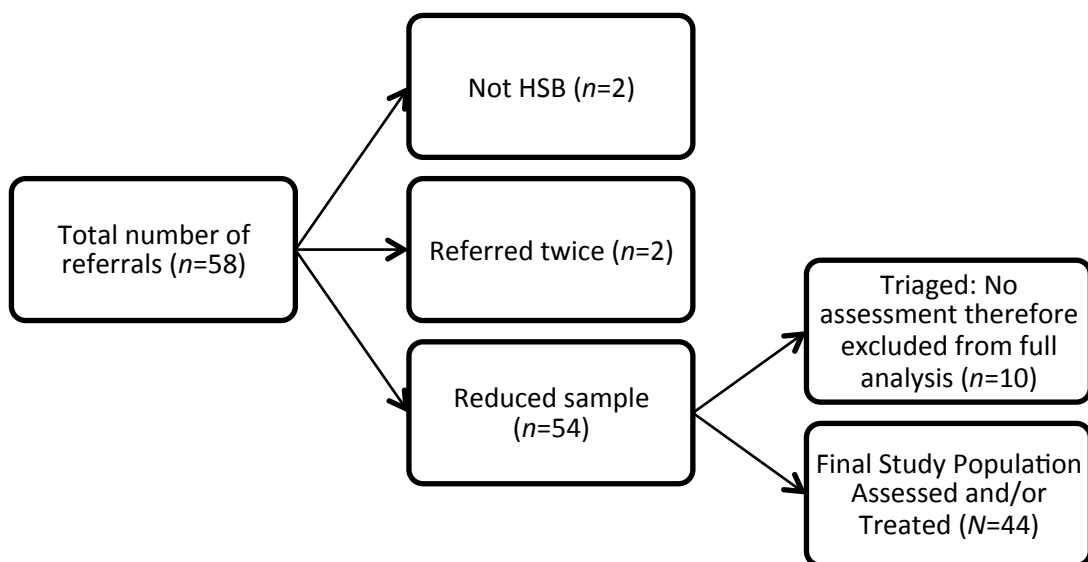 Not HSB (n=2)
Total number of
referrals (n=58)
Referred twice (n=2)
Reduced sample
(n=54)
Triaged: No
assessment therefore
excluded from full
analysis (n=10)
Final Study Population
Assessed and/or
Treated (N=44)